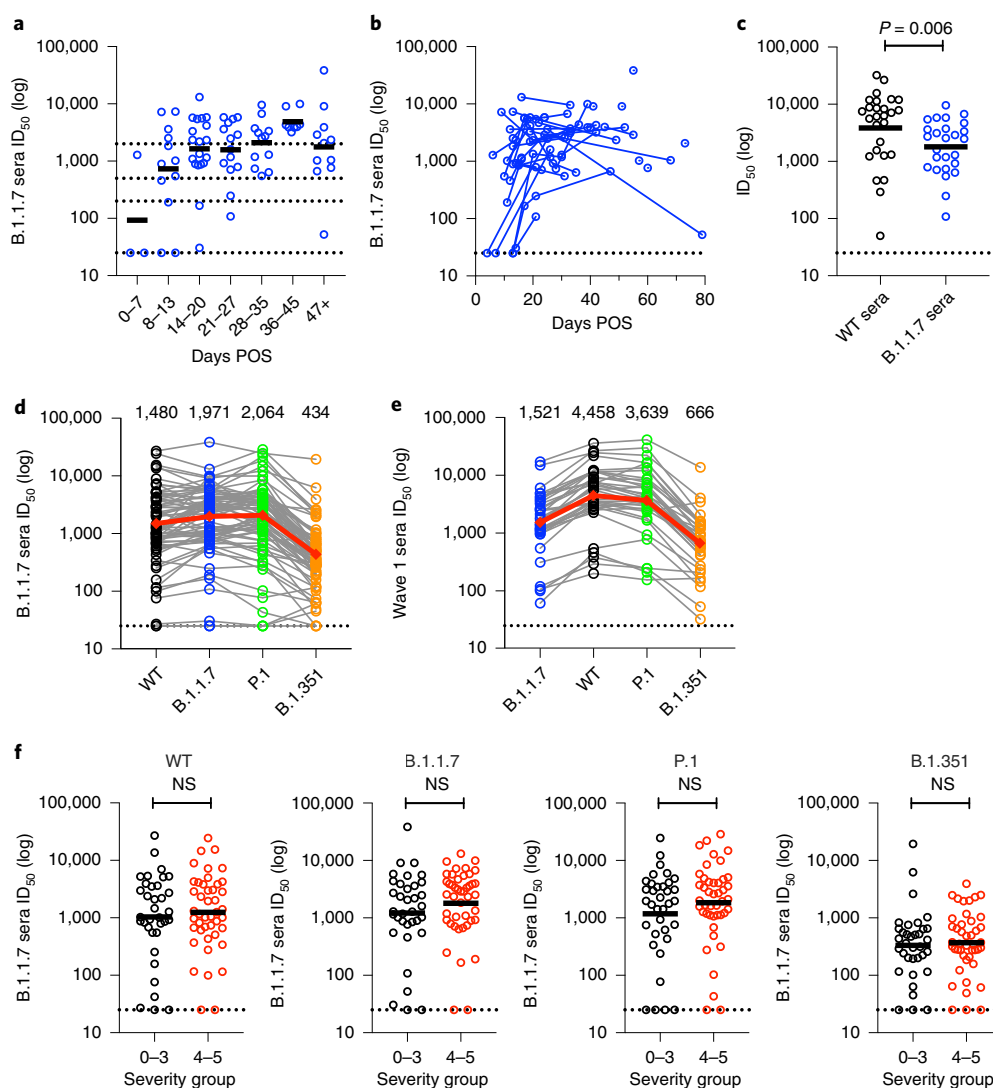 a
100,000
10,000
1,000
100
10
B.1.1.7 sera ID50 (log)
0–7
8–13
14–20
21–27
28–35
36–45
47+
Days POS
b
100,000
10,000
1,000
100
10
B.1.1.7 sera ID50 (log)
0
20
40
60
80
Days POS
c
P = 0.006
100,000
10,000
1,000
100
10
ID50 (log)
WT sera
B.1.1.7 sera
d
1,480
1,971
2,064
434
100,000
10,000
1,000
100
10
B.1.1.7 sera ID50 (log)
WT
B.1.1.7
P.1
B.1.351
e
1,521
4,458
3,639
666
100,000
10,000
1,000
100
10
Wave 1 sera ID50 (log)
B.1.1.7
WT
P.1
B.1.351
f
WT
NS
100,000
10,000
1,000
100
10
B.1.1.7 sera ID50 (log)
0–3
4–5
Severity group
B.1.1.7
NS
100,000
10,000
1,000
100
10
B.1.1.7 sera ID50 (log)
0–3
4–5
Severity group
P.1
NS
100,000
10,000
1,000
100
10
B.1.1.7 sera ID50 (log)
0–3
4–5
Severity group
B.1.351
NS
100,000
10,000
1,000
100
10
B.1.1.7 sera ID50 (log)
0–3
4–5
Severity group